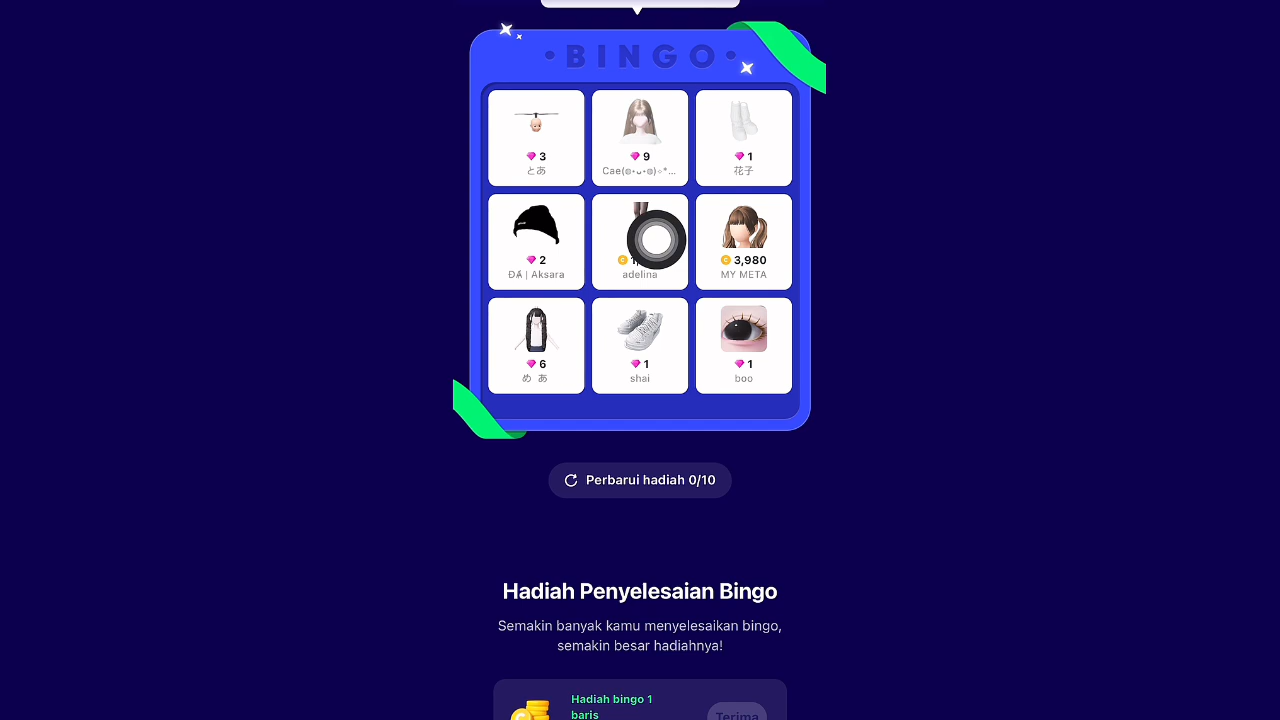 • BINGO •
3
とあ
9
1
花子
2
ĐȺ | Aksara
adelina
3,980
MY META
6
め あ
1
shai
1
boo
Perbarui hadiah 0/10
Hadiah Penyelesaian Bingo
Semakin banyak kamu menyelesaikan bingo,
semakin besar hadiahnya!
Hadiah bingo 1
baris
Terima